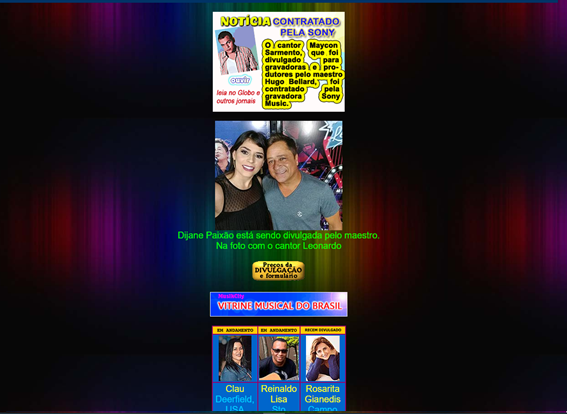 NOTÍCIA CONTRATADO
PELA SONY
O cantor Maycon
Sarmento, que foi
divulgado para
gravadoras e pro-
dutores pelo maestro
Hugo Bellard, foi
contratado pela
gravadora Sony
Music.
ouvir
leia no Globo e
outros jornais
Dijane Paixão está sendo divulgada pelo maestro.
Na foto com o cantor Leonardo
Preços da
DIVULGAÇÃO
e formulário
VITRINE MUSICAL DO BRASIL
EM ANDAMENTO EM ANDAMENTO RECEM DIVULGADO
Clau Reinaldo Rosarita
Deerfield, Lisa Gianedis
USA Sto. Campo